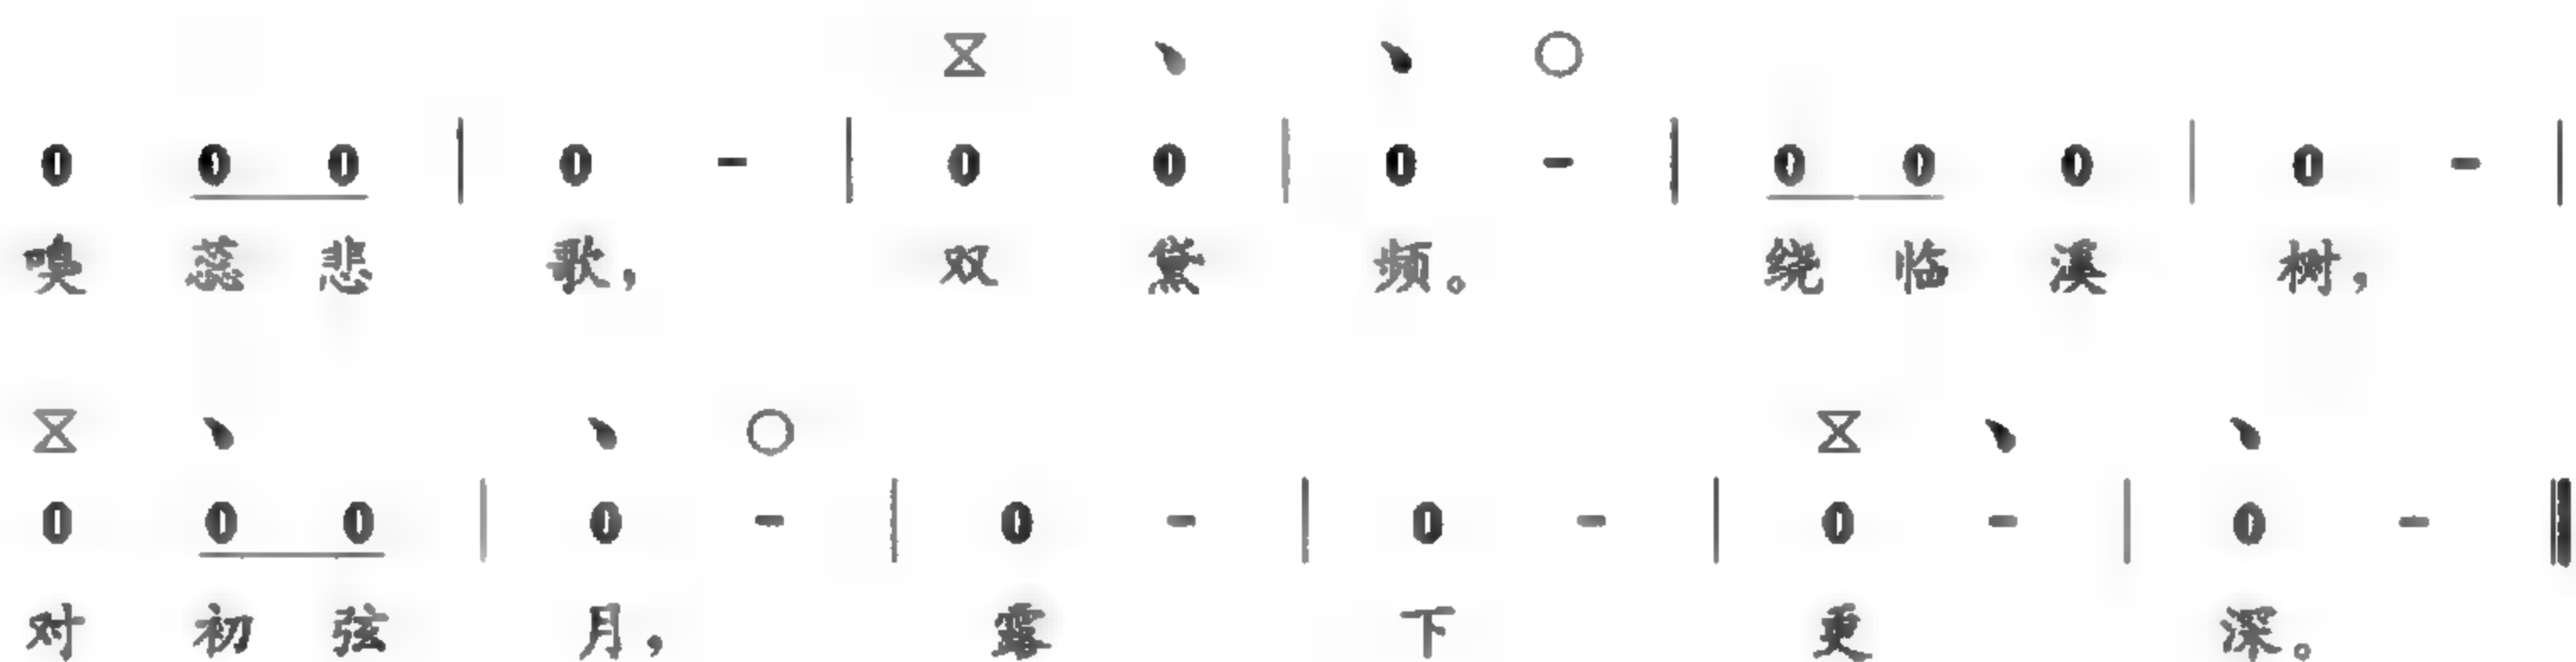 0 0 0 | 0 - | 0 0 | 0 - | 0 0 0 | 0 - |
嗅蕊悲歌，双黛频。绕临溪树，
0 0 0 | 0 - | 0 - | 0 - | 0 - | 0 - ‖
对初弦月，露下更深。